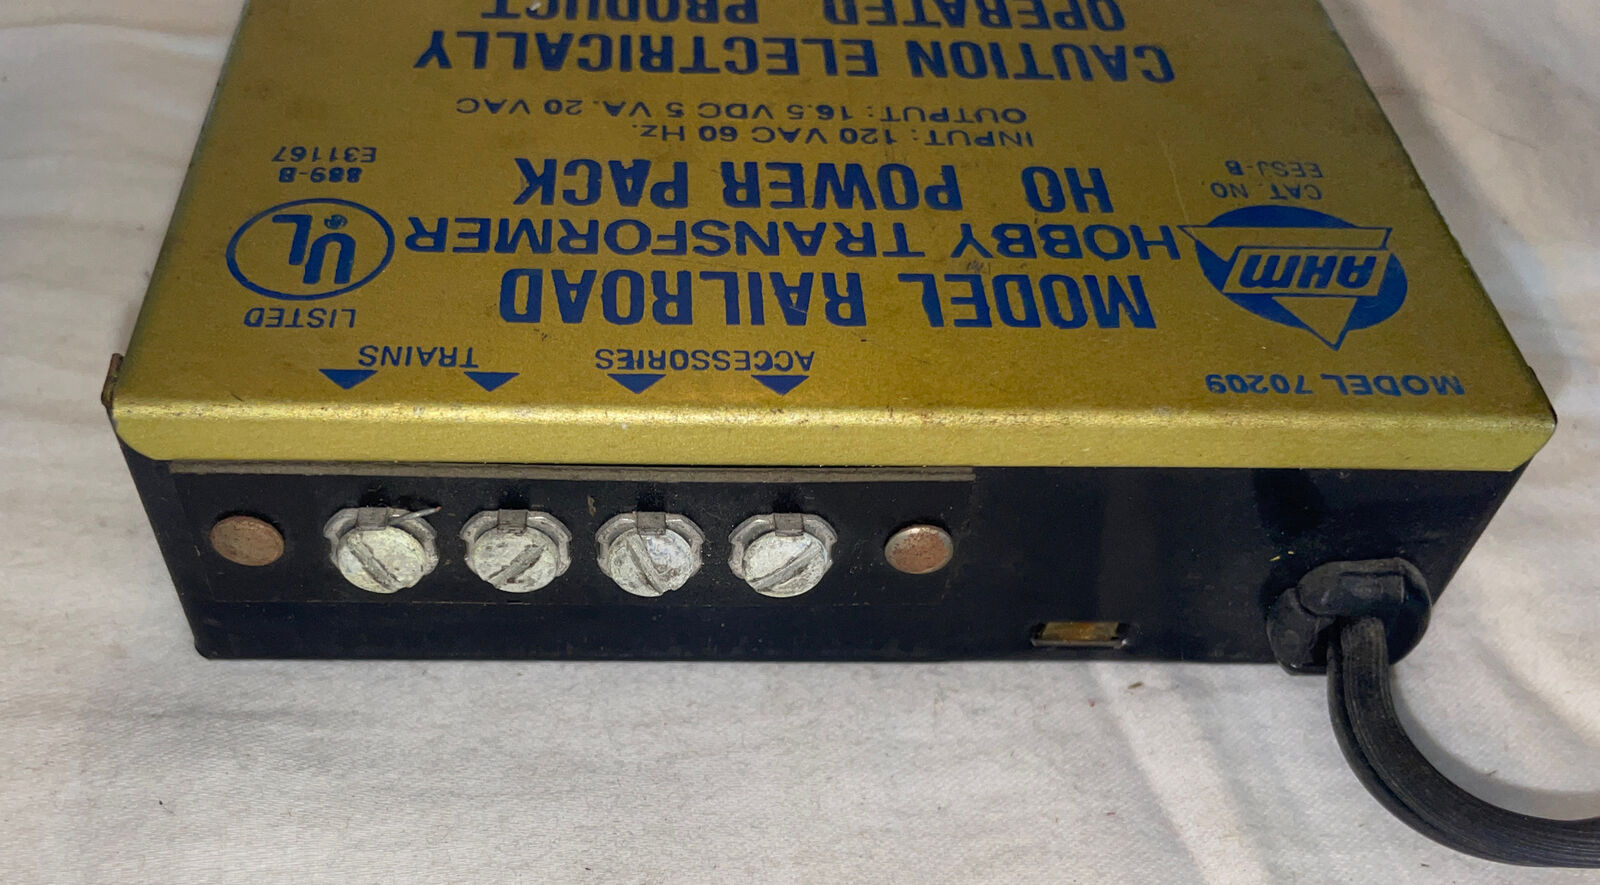 MODEL 70209
ACCESSORIES
TRAINS
AHM
MODEL RAILROAD
HOBBY TRANSFORMER
HO POWER PACK
LISTED
UL
889-B
E31167
CAT. NO.
EESJ-B
INPUT: 120 VAC 60 Hz.
OUTPUT: 16.5 VDC 5 VA. 20 VAC
CAUTION ELECTRICALLY
OPERATED PRODUCT